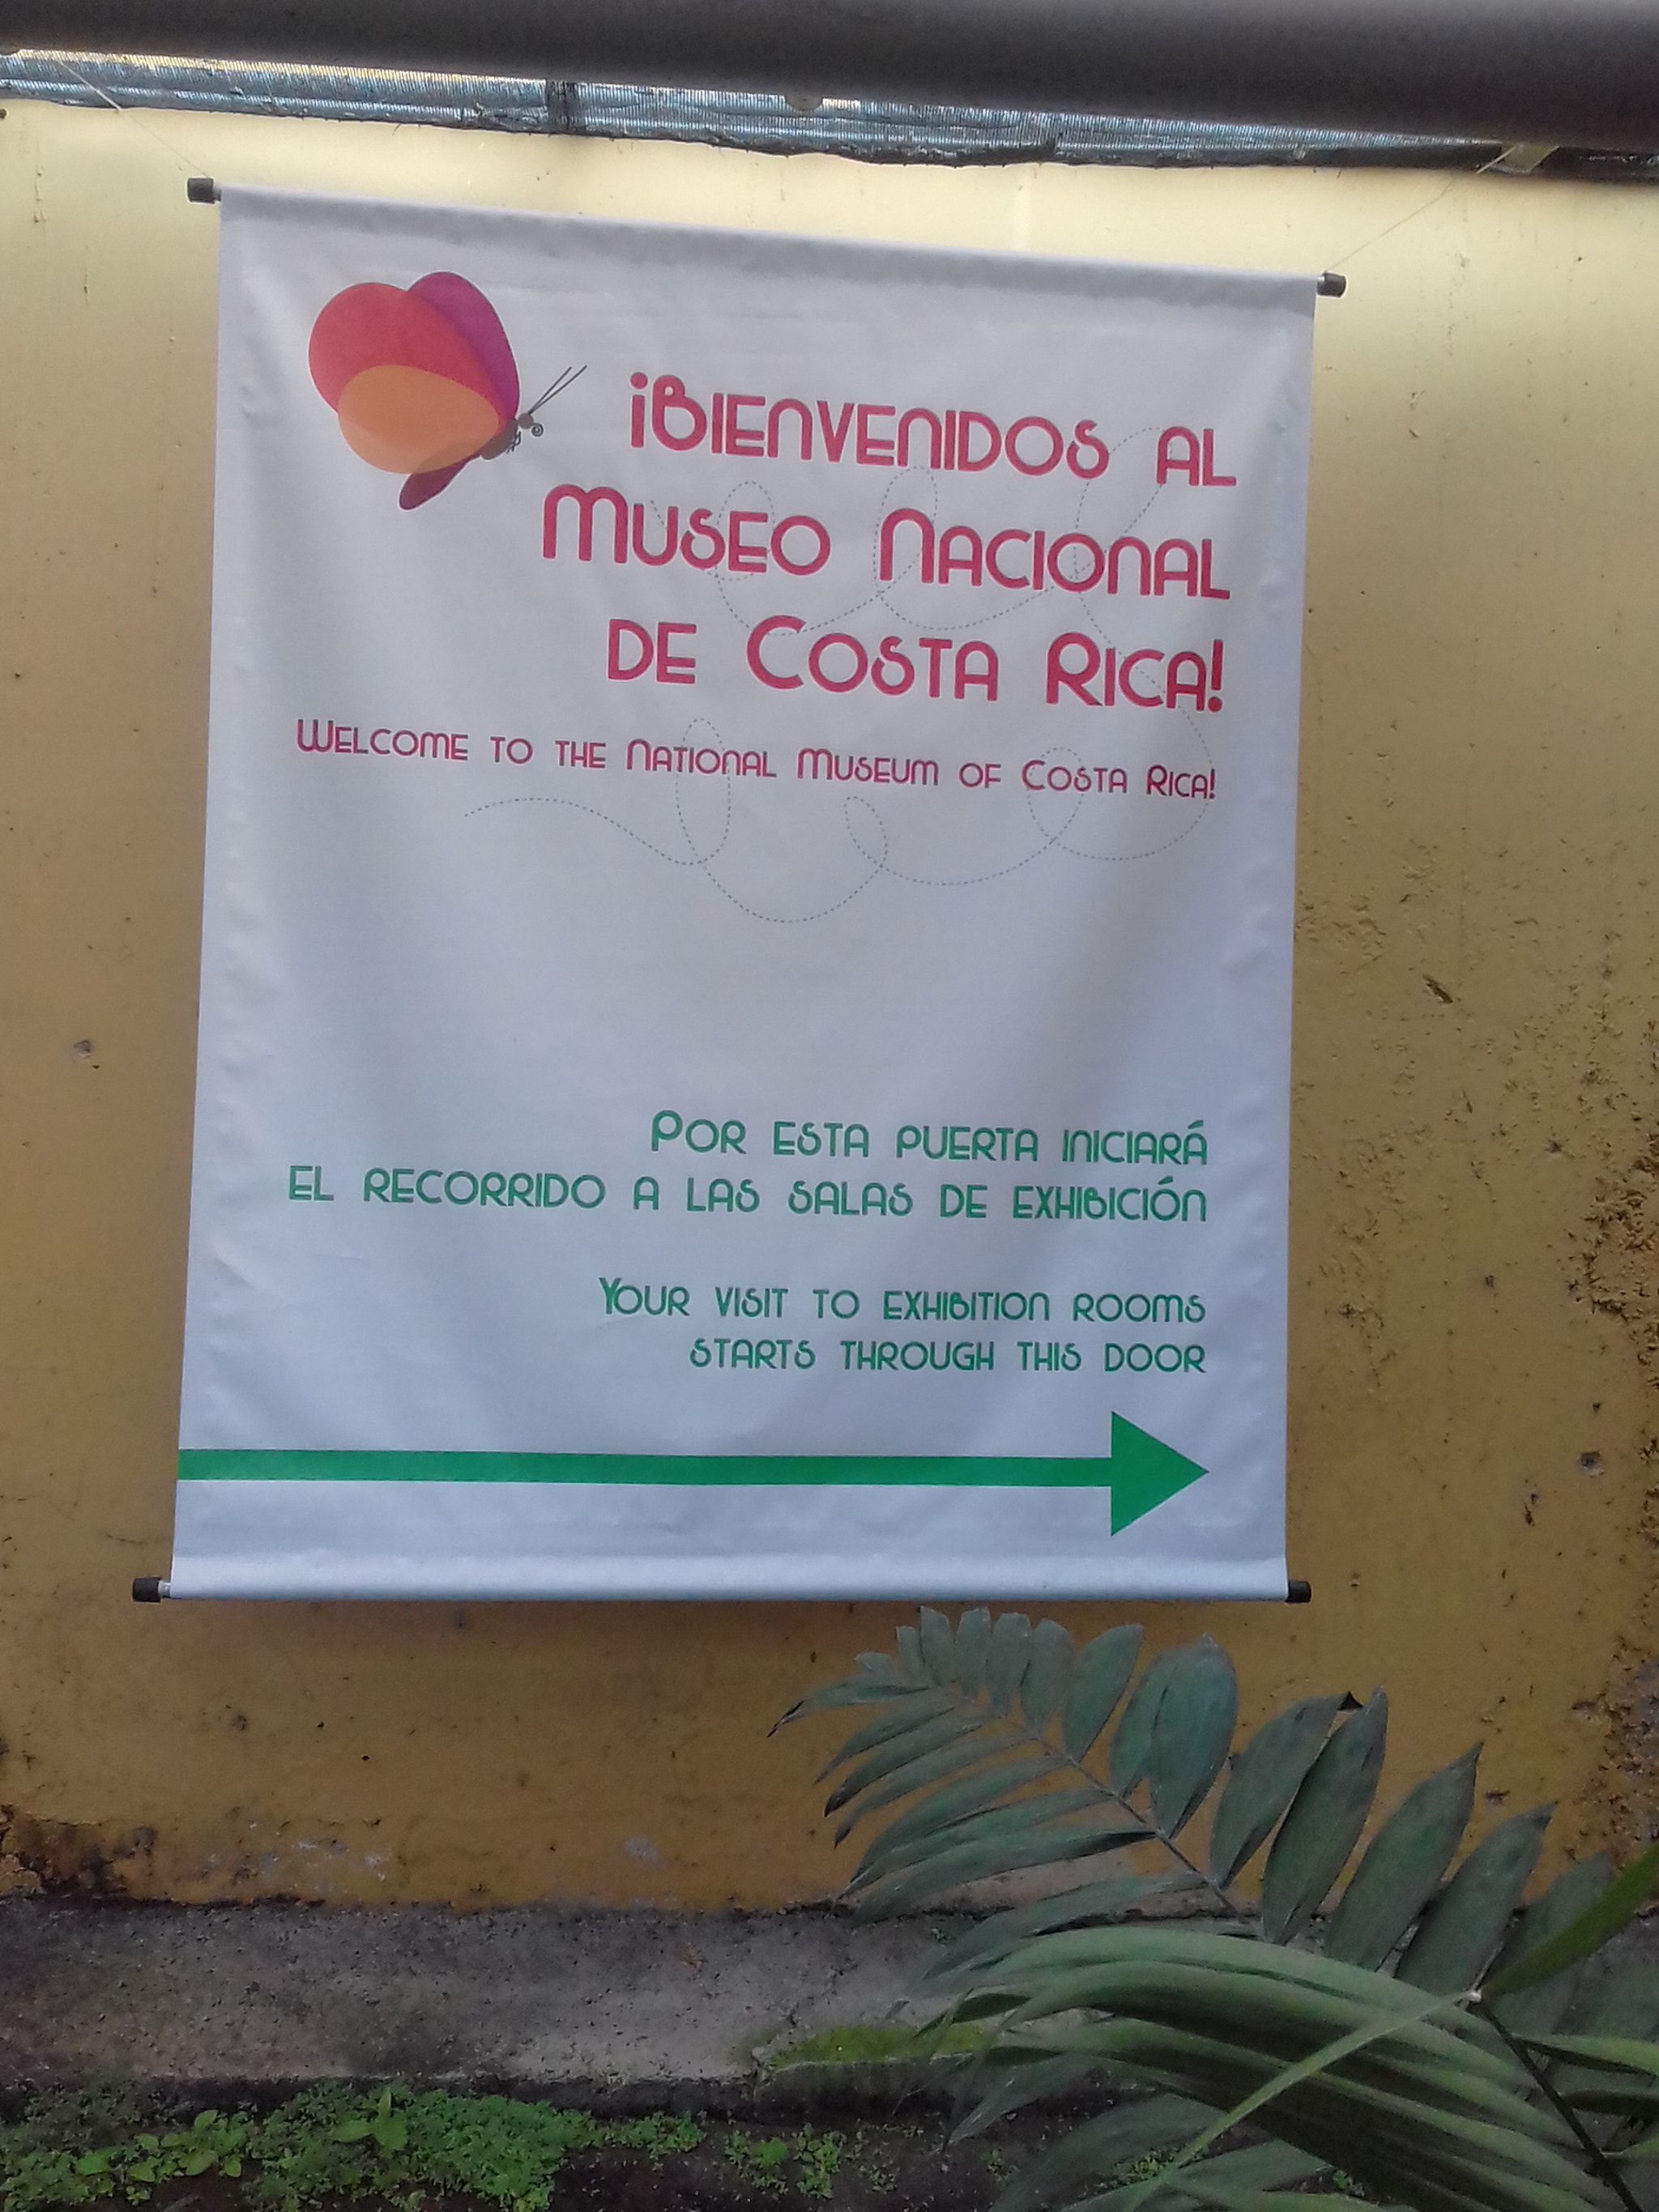 ¡Bienvenidos al
Museo Nacional
de Costa Rica!
Welcome to the National Museum of Costa Rica!
Por esta puerta iniciará
el recorrido a las salas de exhibición
Your visit to exhibition rooms
starts through this door